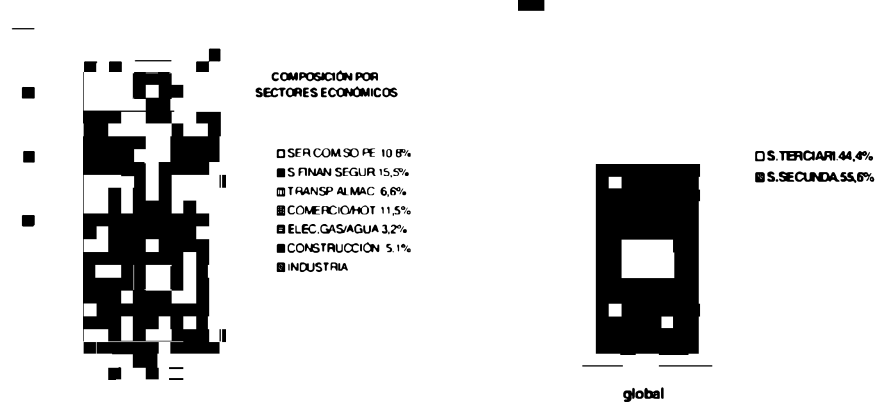 COMPOSICIÓN POR
SECTORES ECONÓMICOS
SER COM.SO PE 10 8%
S FINAN SEGUR 15,5%
TRANSP ALMAC 6,6%
COMERCIO/HOT 11,5%
ELEC.GAS/AGUA 3,2%
CONSTRUCCIÓN 5.1%
INDUSTRIA
S.TERCIARI.44,4%
S.SECUNDA.55,6%
global